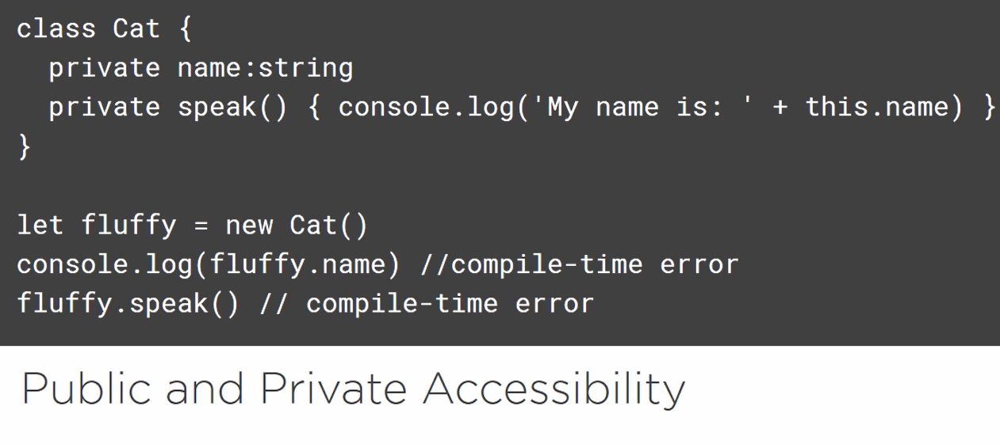 class Cat {
  private name:string
  private speak() { console.log('My name is: ' + this.name) }
}
let fluffy = new Cat()
console.log(fluffy.name) //compile-time error
fluffy.speak() // compile-time error
Public and Private Accessibility